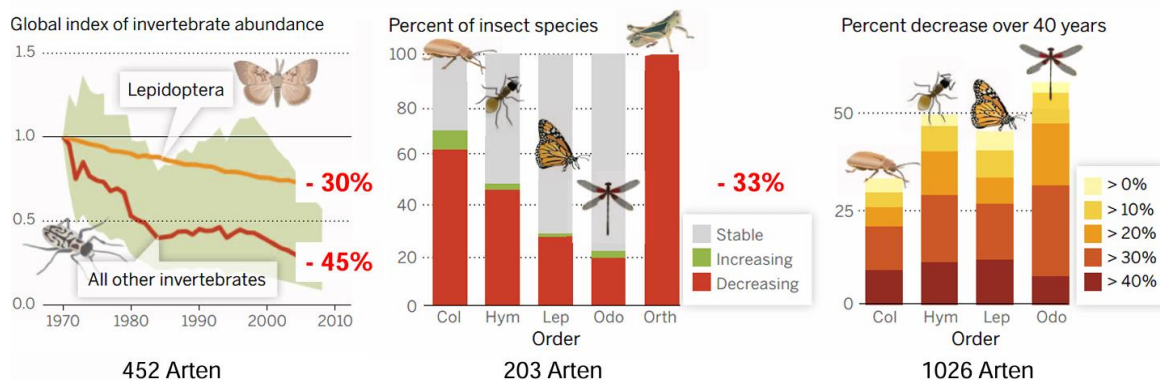 Global index of invertebrate abundance
1.5
1.0
0.5
0.0
1970
1980
1990
2000
2010
Lepidoptera
All other invertebrates
- 30%
- 45%
452 Arten
Percent of insect species
100
80
60
40
20
0
Col
Hym
Lep
Odo
Orth
Order
- 33%
Stable
Increasing
Decreasing
203 Arten
Percent decrease over 40 years
50
25
0
Col
Hym
Lep
Odo
Order
> 0%
> 10%
> 20%
> 30%
> 40%
1026 Arten